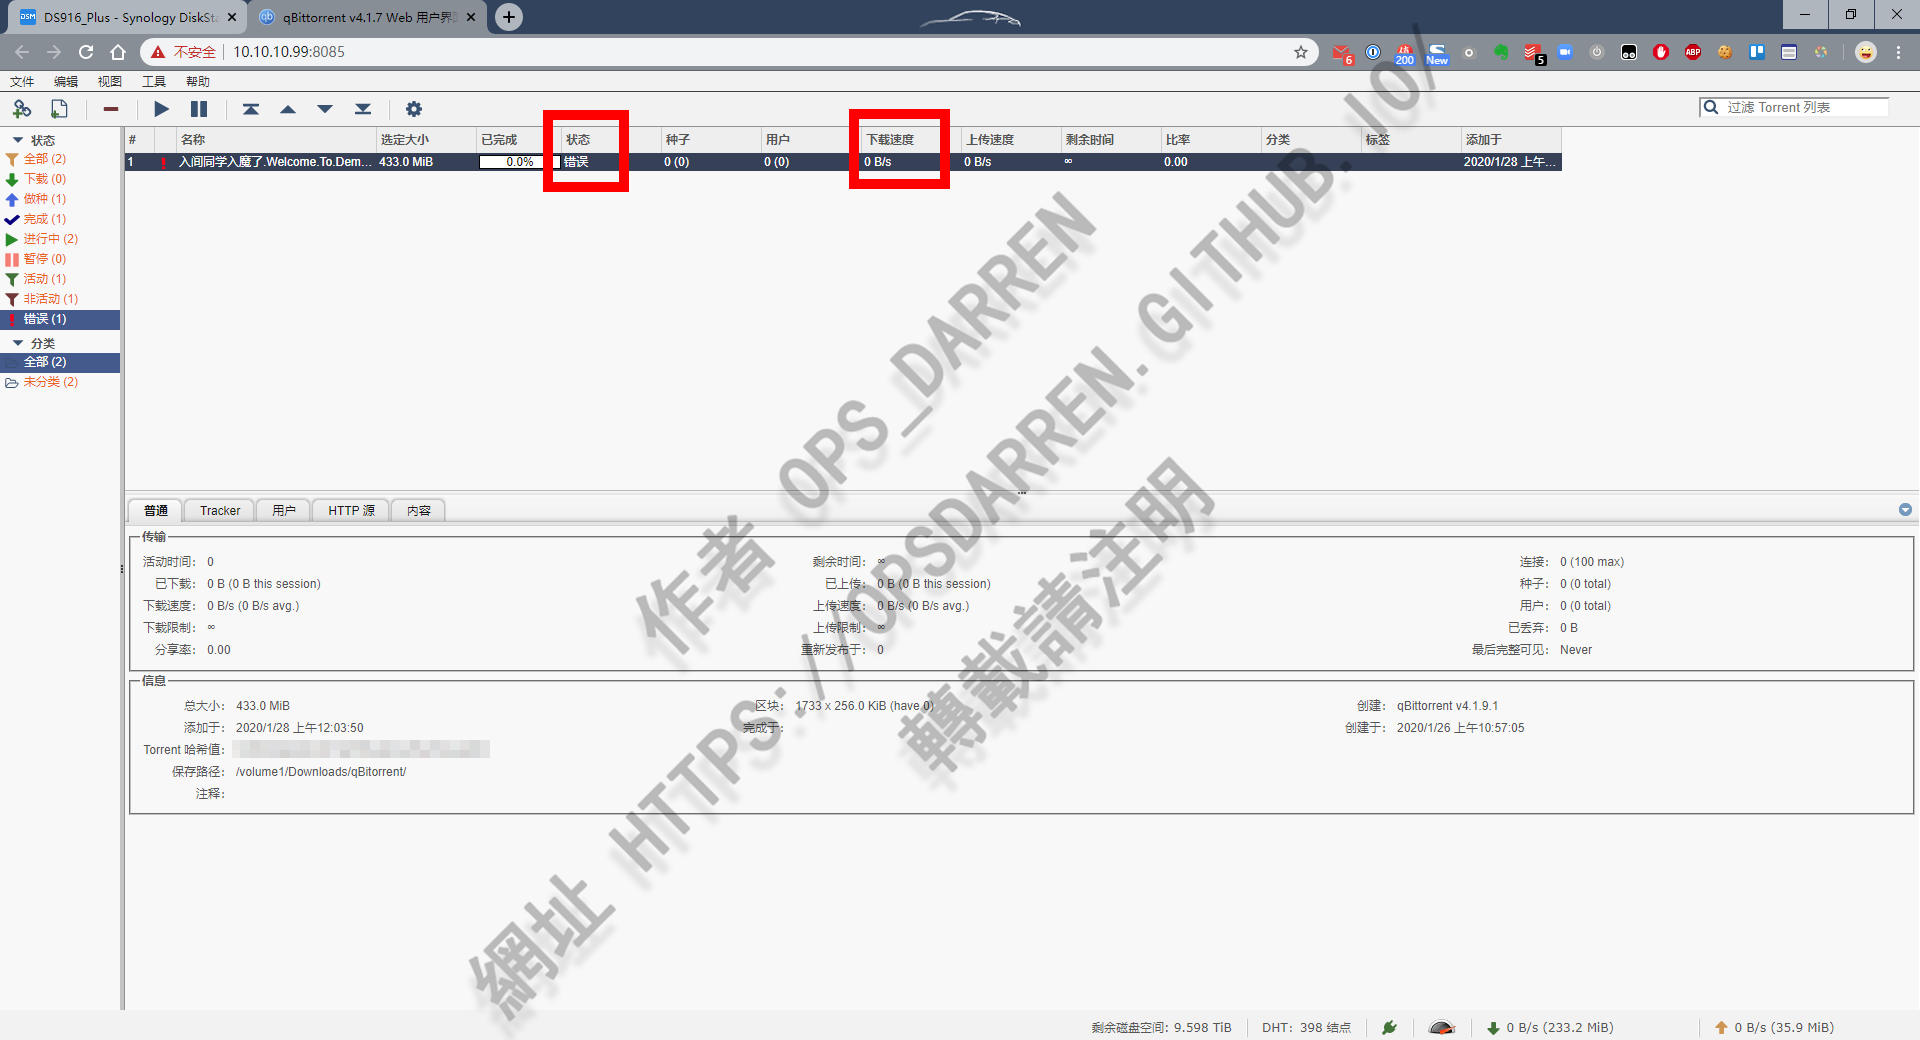 DS916_Plus - Synology DiskSta
qBittorrent v4.1.7 Web 用户界
不安全 10.10.10.99:8085
6 200 New 5 ABP
文件 编辑 视图 工具 帮助
过滤 Torrent 列表
# 名称 选定大小 已完成 状态 种子 用户 下载速度 上传速度 剩余时间 比率 分类 标签 添加于
1 入间同学入魔了.Welcome.To.Dem... 433.0 MiB 0.0% 错误 0 (0) 0 (0) 0 B/s 0 B/s ∞ 0.00 2020/1/28 上午...
状态
全部 (2)
下载 (0)
做种 (1)
完成 (1)
进行中 (2)
暂停 (0)
活动 (1)
非活动 (1)
错误 (1)
分类
全部 (2)
未分类 (2)
普通 Tracker 用户 HTTP 源 内容
传输
活动时间: 0 剩余时间: ∞ 连接: 0 (100 max)
已下载: 0 B (0 B this session) 已上传: 0 B (0 B this session) 种子: 0 (0 total)
下载速度: 0 B/s (0 B/s avg.) 上传速度: 0 B/s (0 B/s avg.) 用户: 0 (0 total)
下载限制: ∞ 上传限制: ∞ 已丢弃: 0 B
分享率: 0.00 重新发布于: 0 最后完整可见: Never
信息
总大小: 433.0 MiB 区块: 1733 x 256.0 KiB (have 0) 创建: qBittorrent v4.1.9.1
添加于: 2020/1/28 上午12:03:50 完成于: 创建于: 2020/1/26 上午10:57:05
Torrent 哈希值:
保存路径: /volume1/Downloads/qBitorrent/
注释:
作者 OPS_DARREN
網址 HTTPS://OPSDARREN.GITHUB.IO/
轉載請注明
剩余磁盘空间: 9.598 TiB DHT: 398 结点 0 B/s (233.2 MiB) 0 B/s (35.9 MiB)